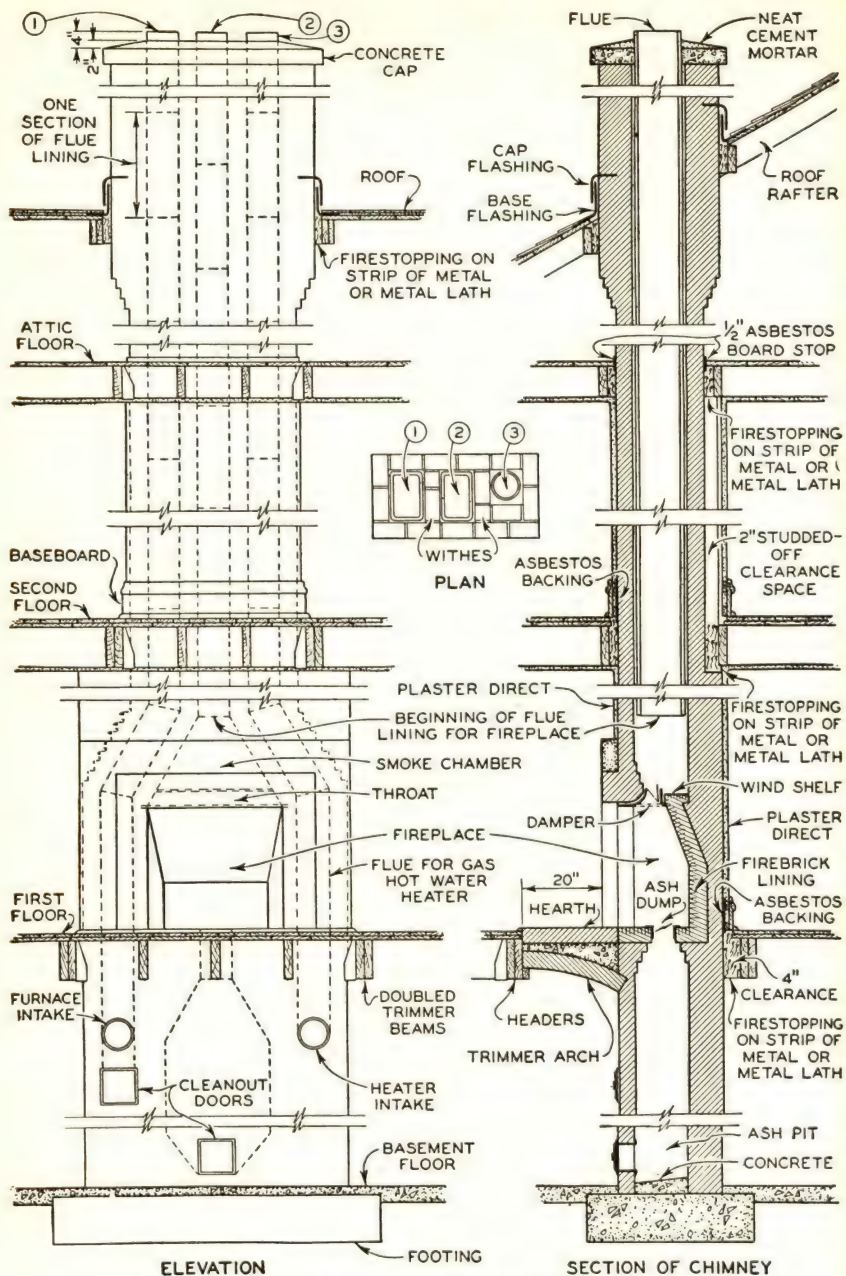 1
2
3
4"
2"
CONCRETE
CAP
ONE
SECTION
OF FLUE
LINING
ROOF
FIRESTOPPING ON
STRIP OF METAL
OR METAL LATH
ATTIC
FLOOR
BASEBOARD
SECOND
FLOOR
1
2
3
WITHES
PLAN
FLUE
NEAT
CEMENT
MORTAR
CAP
FLASHING
BASE
FLASHING
ROOF
RAFTER
1/2" ASBESTOS
BOARD STOP
FIRESTOPPING
ON STRIP OF
METAL OR
METAL LATH
2" STUDDED-
OFF
CLEARANCE
SPACE
ASBESTOS
BACKING
PLASTER DIRECT
BEGINNING OF FLUE
LINING FOR FIREPLACE
SMOKE CHAMBER
THROAT
FIREPLACE
FLUE FOR GAS
HOT WATER
HEATER
FIRESTOPPING
ON STRIP OF
METAL OR
METAL LATH
WIND SHELF
DAMPER
PLASTER
DIRECT
FIREBRICK
LINING
ASBESTOS
BACKING
20"
HEARTH
ASH
DUMP
FIRST
FLOOR
FURNACE
INTAKE
DOUBLED
TRIMMER
BEAMS
HEADERS
TRIMMER ARCH
4"
CLEARANCE
FIRESTOPPING
ON STRIP OF
METAL OR
METAL LATH
CLEANOUT
DOORS
HEATER
INTAKE
BASEMENT
FLOOR
ASH PIT
CONCRETE
FOOTING
ELEVATION
SECTION OF CHIMNEY